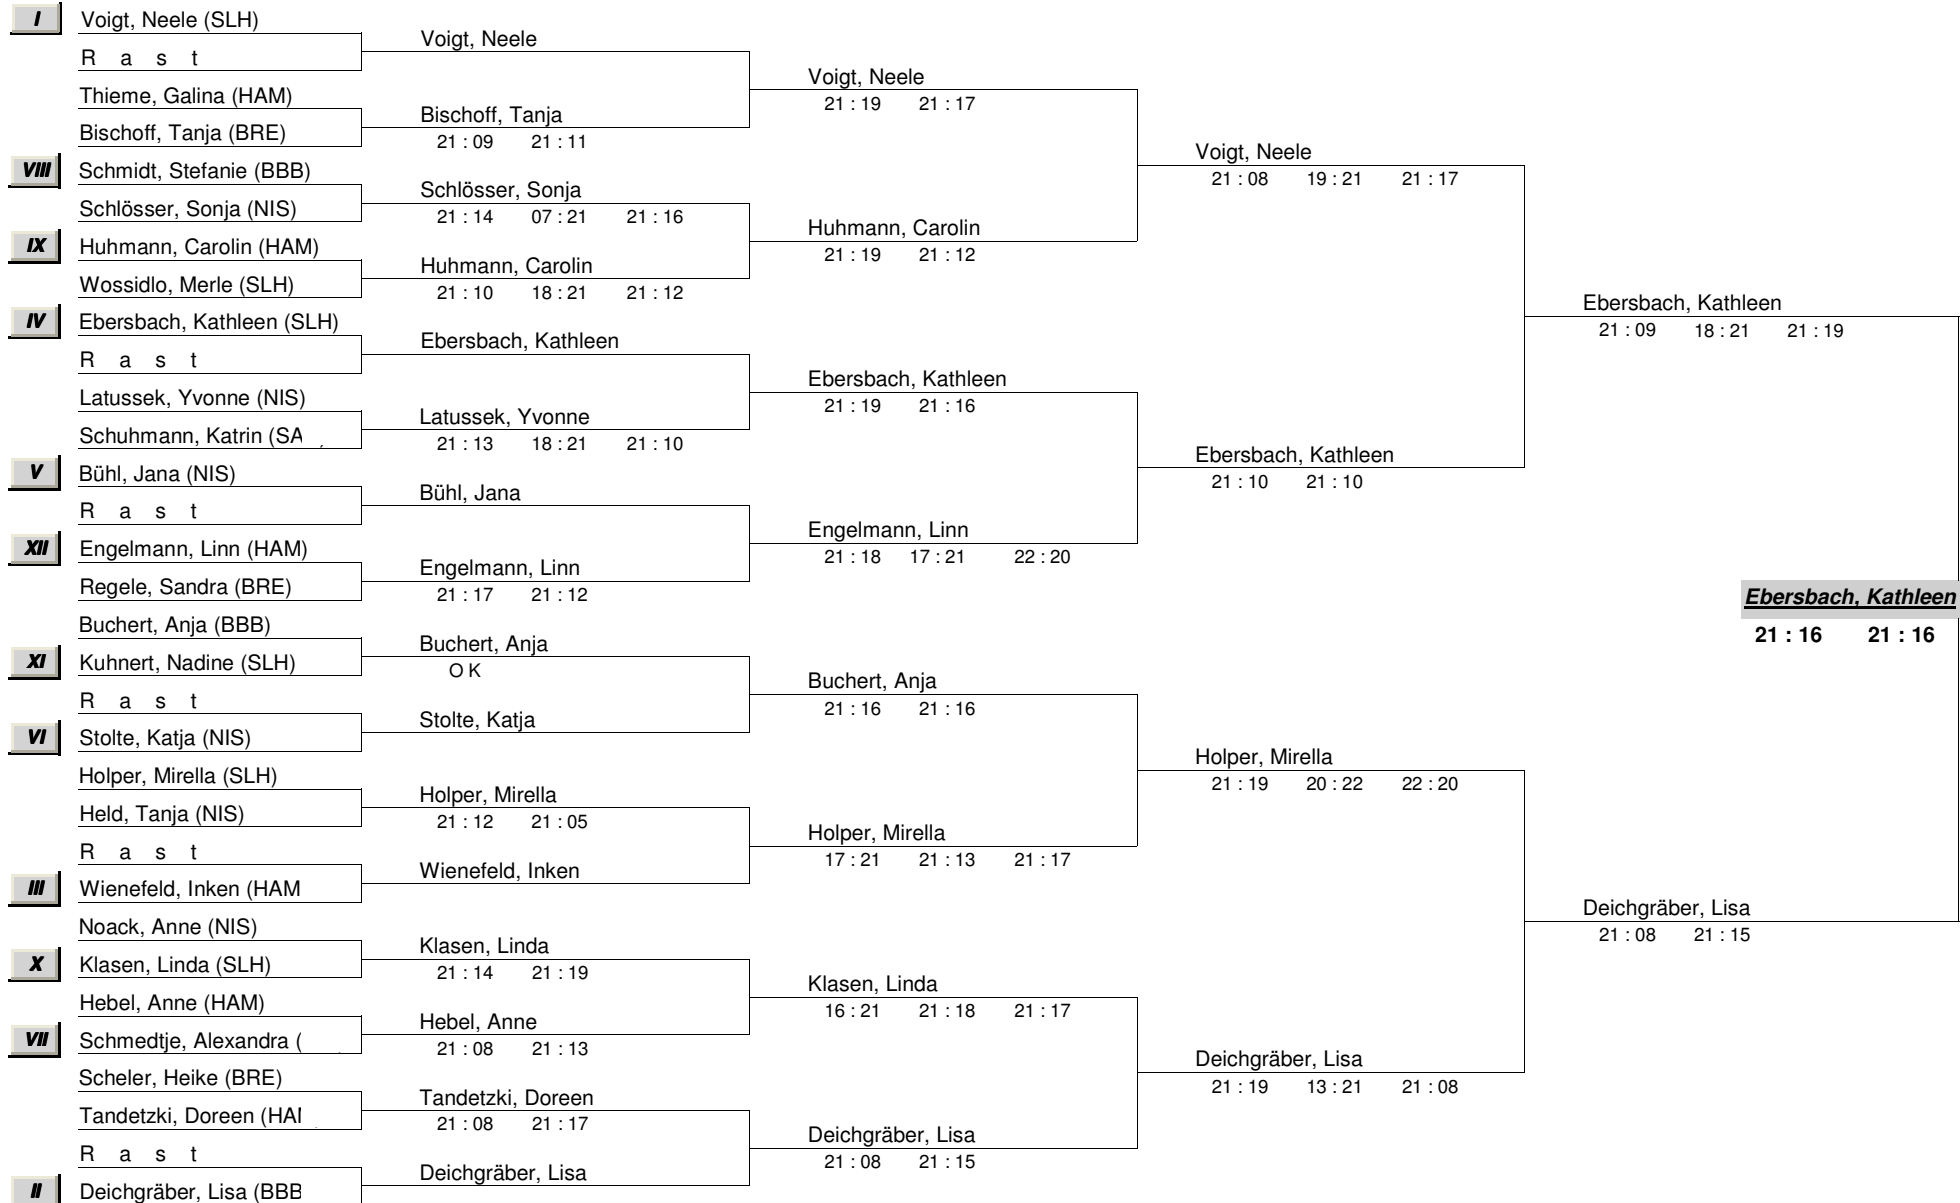 I Voigt, Neele (SLH)
R a s t
Thieme, Galina (HAM)
Bischoff, Tanja (BRE)
VIII Schmidt, Stefanie (BBB)
Schlösser, Sonja (NIS)
IX Huhmann, Carolin (HAM)
Wossidlo, Merle (SLH)
IV Ebersbach, Kathleen (SLH)
R a s t
Latussek, Yvonne (NIS)
Schuhmann, Katrin (SA
V Bühl, Jana (NIS)
R a s t
XII Engelmann, Linn (HAM)
Regele, Sandra (BRE)
Buchert, Anja (BBB)
XI Kuhnert, Nadine (SLH)
R a s t
VI Stolte, Katja (NIS)
Holper, Mirella (SLH)
Held, Tanja (NIS)
R a s t
III Wienefeld, Inken (HAM
Noack, Anne (NIS)
X Klasen, Linda (SLH)
Hebel, Anne (HAM)
VII Schmedtje, Alexandra (
Scheler, Heike (BRE)
Tandetzki, Doreen (HAM
R a s t
II Deichgräber, Lisa (BBB
Voigt, Neele
Bischoff, Tanja
21 : 09 21 : 11
Schlösser, Sonja
21 : 14 07 : 21 21 : 16
Huhmann, Carolin
21 : 10 18 : 21 21 : 12
Ebersbach, Kathleen
Latussek, Yvonne
21 : 13 18 : 21 21 : 10
Bühl, Jana
Engelmann, Linn
21 : 17 21 : 12
Buchert, Anja
O K
Stolte, Katja
Holper, Mirella
21 : 12 21 : 05
Wienefeld, Inken
Klasen, Linda
21 : 14 21 : 19
Hebel, Anne
21 : 08 21 : 13
Tandetzki, Doreen
21 : 08 21 : 17
Deichgräber, Lisa
Voigt, Neele
21 : 19 21 : 17
Huhmann, Carolin
21 : 19 21 : 12
Ebersbach, Kathleen
21 : 19 21 : 16
Engelmann, Linn
21 : 18 17 : 21 22 : 20
Buchert, Anja
21 : 16 21 : 16
Holper, Mirella
17 : 21 21 : 13 21 : 17
Klasen, Linda
16 : 21 21 : 18 21 : 17
Deichgräber, Lisa
21 : 08 21 : 15
Voigt, Neele
21 : 08 19 : 21 21 : 17
Ebersbach, Kathleen
21 : 10 21 : 10
Holper, Mirella
21 : 19 20 : 22 22 : 20
Deichgräber, Lisa
21 : 19 13 : 21 21 : 08
Ebersbach, Kathleen
21 : 09 18 : 21 21 : 19
Deichgräber, Lisa
21 : 08 21 : 15
Ebersbach, Kathleen
21 : 16 21 : 16